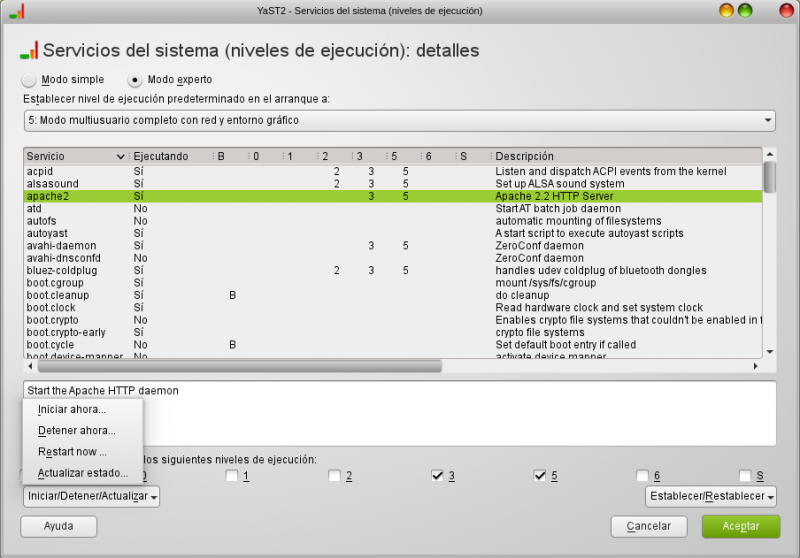 YaST2 - Servicios del sistema (niveles de ejecución)
Servicios del sistema (niveles de ejecución): detalles
Modo simple Modo experto
Establecer nivel de ejecución predeterminado en el arranque a:
5: Modo multiusuario completo con red y entorno gráfico
Servicio Ejecutando B 0 1 2 3 5 6 S Descripción
acpid Sí 2 3 5 Listen and dispatch ACPI events from the kernel
alsasound Sí 2 3 5 Set up ALSA sound system
apache2 Sí 3 5 Apache 2.2 HTTP Server
atd No Start AT batch job daemon
autofs No automatic mounting of filesystems
autoyast Sí A start script to execute autoyast scripts
avahi-daemon Sí 3 5 ZeroConf daemon
avahi-dnsconfd No ZeroConf daemon
bluez-coldplug Sí 2 3 5 handles udev coldplug of bluetooth dongles
boot.cgroup Sí mount /sys/fs/cgroup
boot.cleanup Sí B do cleanup
boot.clock Sí Read hardware clock and set system clock
boot.crypto No Enables crypto file systems that couldn't be enabled in
boot.crypto-early Sí crypto file systems
boot.cycle No B Set default boot entry if called
boot.device-mapper No activate device mapper
Start the Apache HTTP daemon
Iniciar ahora...
Detener ahora...
Restart now ...
Actualizar estado...
los siguientes niveles de ejecución:
0 1 2 3 5 6 S
Iniciar/Detener/Actualizar Establecer/Restablecer
Ayuda Cancelar Aceptar